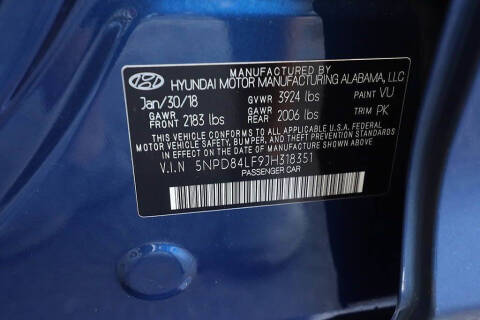 MANUFACTURED BY
HYUNDAI MOTOR MANUFACTURING ALABAMA, LLC
Jan/30/18 GVWR 3924 lbs PAINT VU
GAWR FRONT 2183 lbs GAWR REAR 2006 lbs TRIM PK
THIS VEHICLE CONFORMS TO ALL APPLICABLE U.S.A. FEDERAL
MOTOR VEHICLE SAFETY, BUMPER, AND THEFT PREVENTION STANDARDS
IN EFFECT ON THE DATE OF MANUFACTURE SHOWN ABOVE.
V.I.N 5NPD84LF9JH318351
PASSENGER CAR